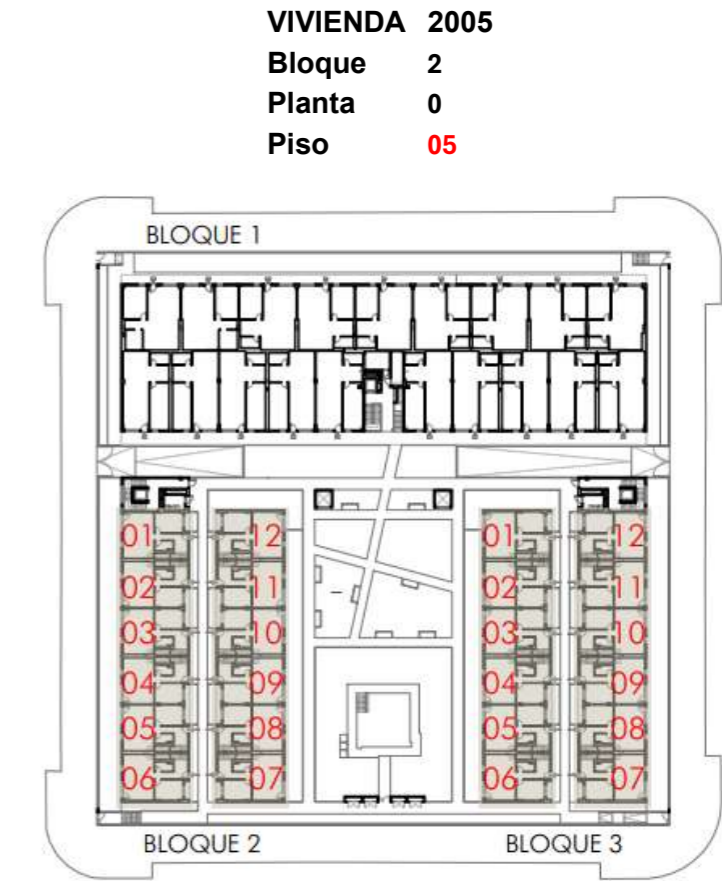 VIVIENDA 2005
Bloque 2
Planta 0
Piso 05
BLOQUE 1
01 12 01 12
02 11 02 11
03 10 03 10
04 09 04 09
05 08 05 08
06 07 06 07
BLOQUE 2 BLOQUE 3